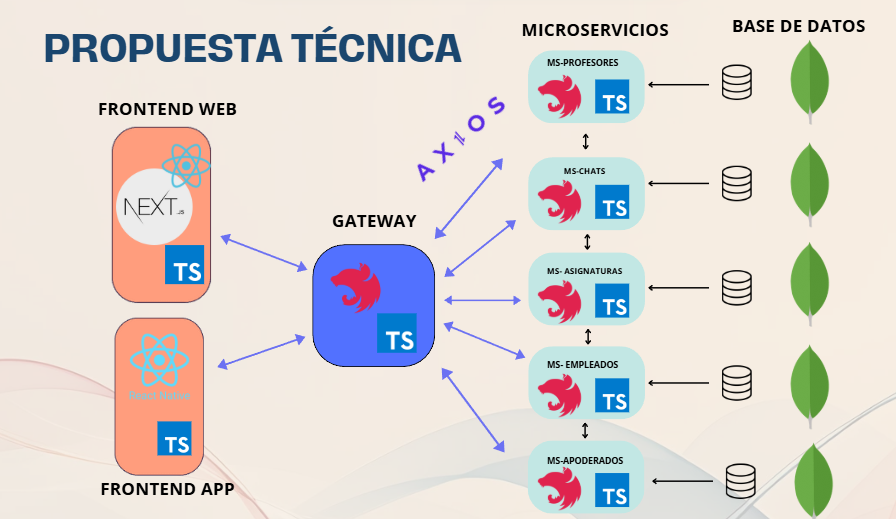 PROPUESTA TÉCNICA
MICROSERVICIOS
BASE DE DATOS
FRONTEND WEB
NEXT.JS
TS
FRONTEND APP
React Native
TS
GATEWAY
TS
AXIOS
MS-PROFESORES
TS
MS-CHATS
TS
MS- ASIGNATURAS
TS
MS- EMPLEADOS
TS
MS-APODERADOS
TS